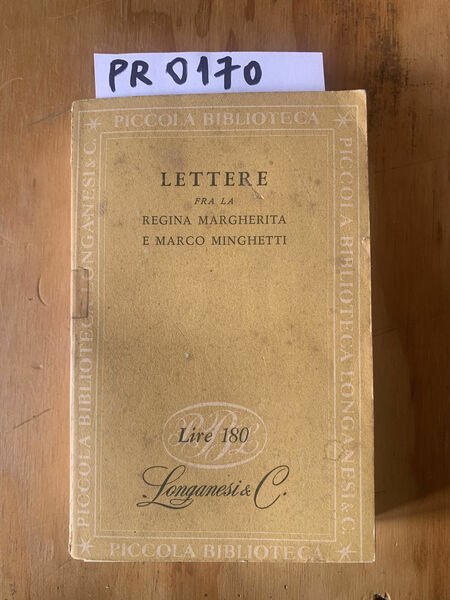 PR 0170
PICCOLA BIBLIOTECA
LETTERE
FRA LA
REGINA MARGHERITA
E MARCO MINGHETTI
Lire 180
Longanesi & C.
PICCOLA BIBLIOTECA
PICCOLA BIBLIOTECA LONGANESI & C.
PICCOLA BIBLIOTECA LONGANESI & C.